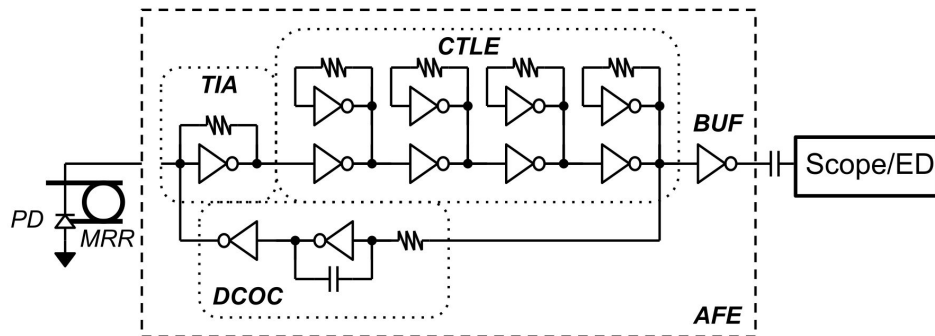 CTLE
TIA
BUF
Scope/ED
PD
MRR
DCOC
AFE